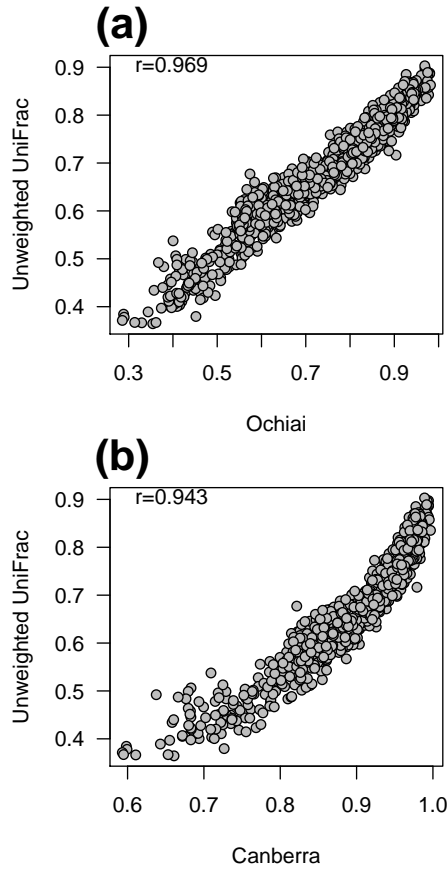 (a)
r=0.969
0.9
0.8
0.7
0.6
0.5
0.4
Unweighted UniFrac
0.3 0.5 0.7 0.9
Ochiai
(b)
r=0.943
0.9
0.8
0.7
0.6
0.5
0.4
Unweighted UniFrac
0.6 0.7 0.8 0.9 1.0
Canberra